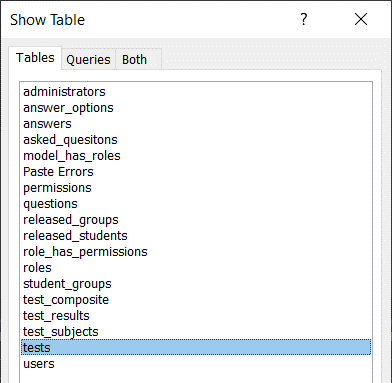 Show Table ?
Tables Queries Both
administrators
answer_options
answers
asked_quesitons
model_has_roles
Paste Errors
permissions
questions
released_groups
released_students
role_has_permissions
roles
student_groups
test_composite
test_results
test_subjects
tests
users